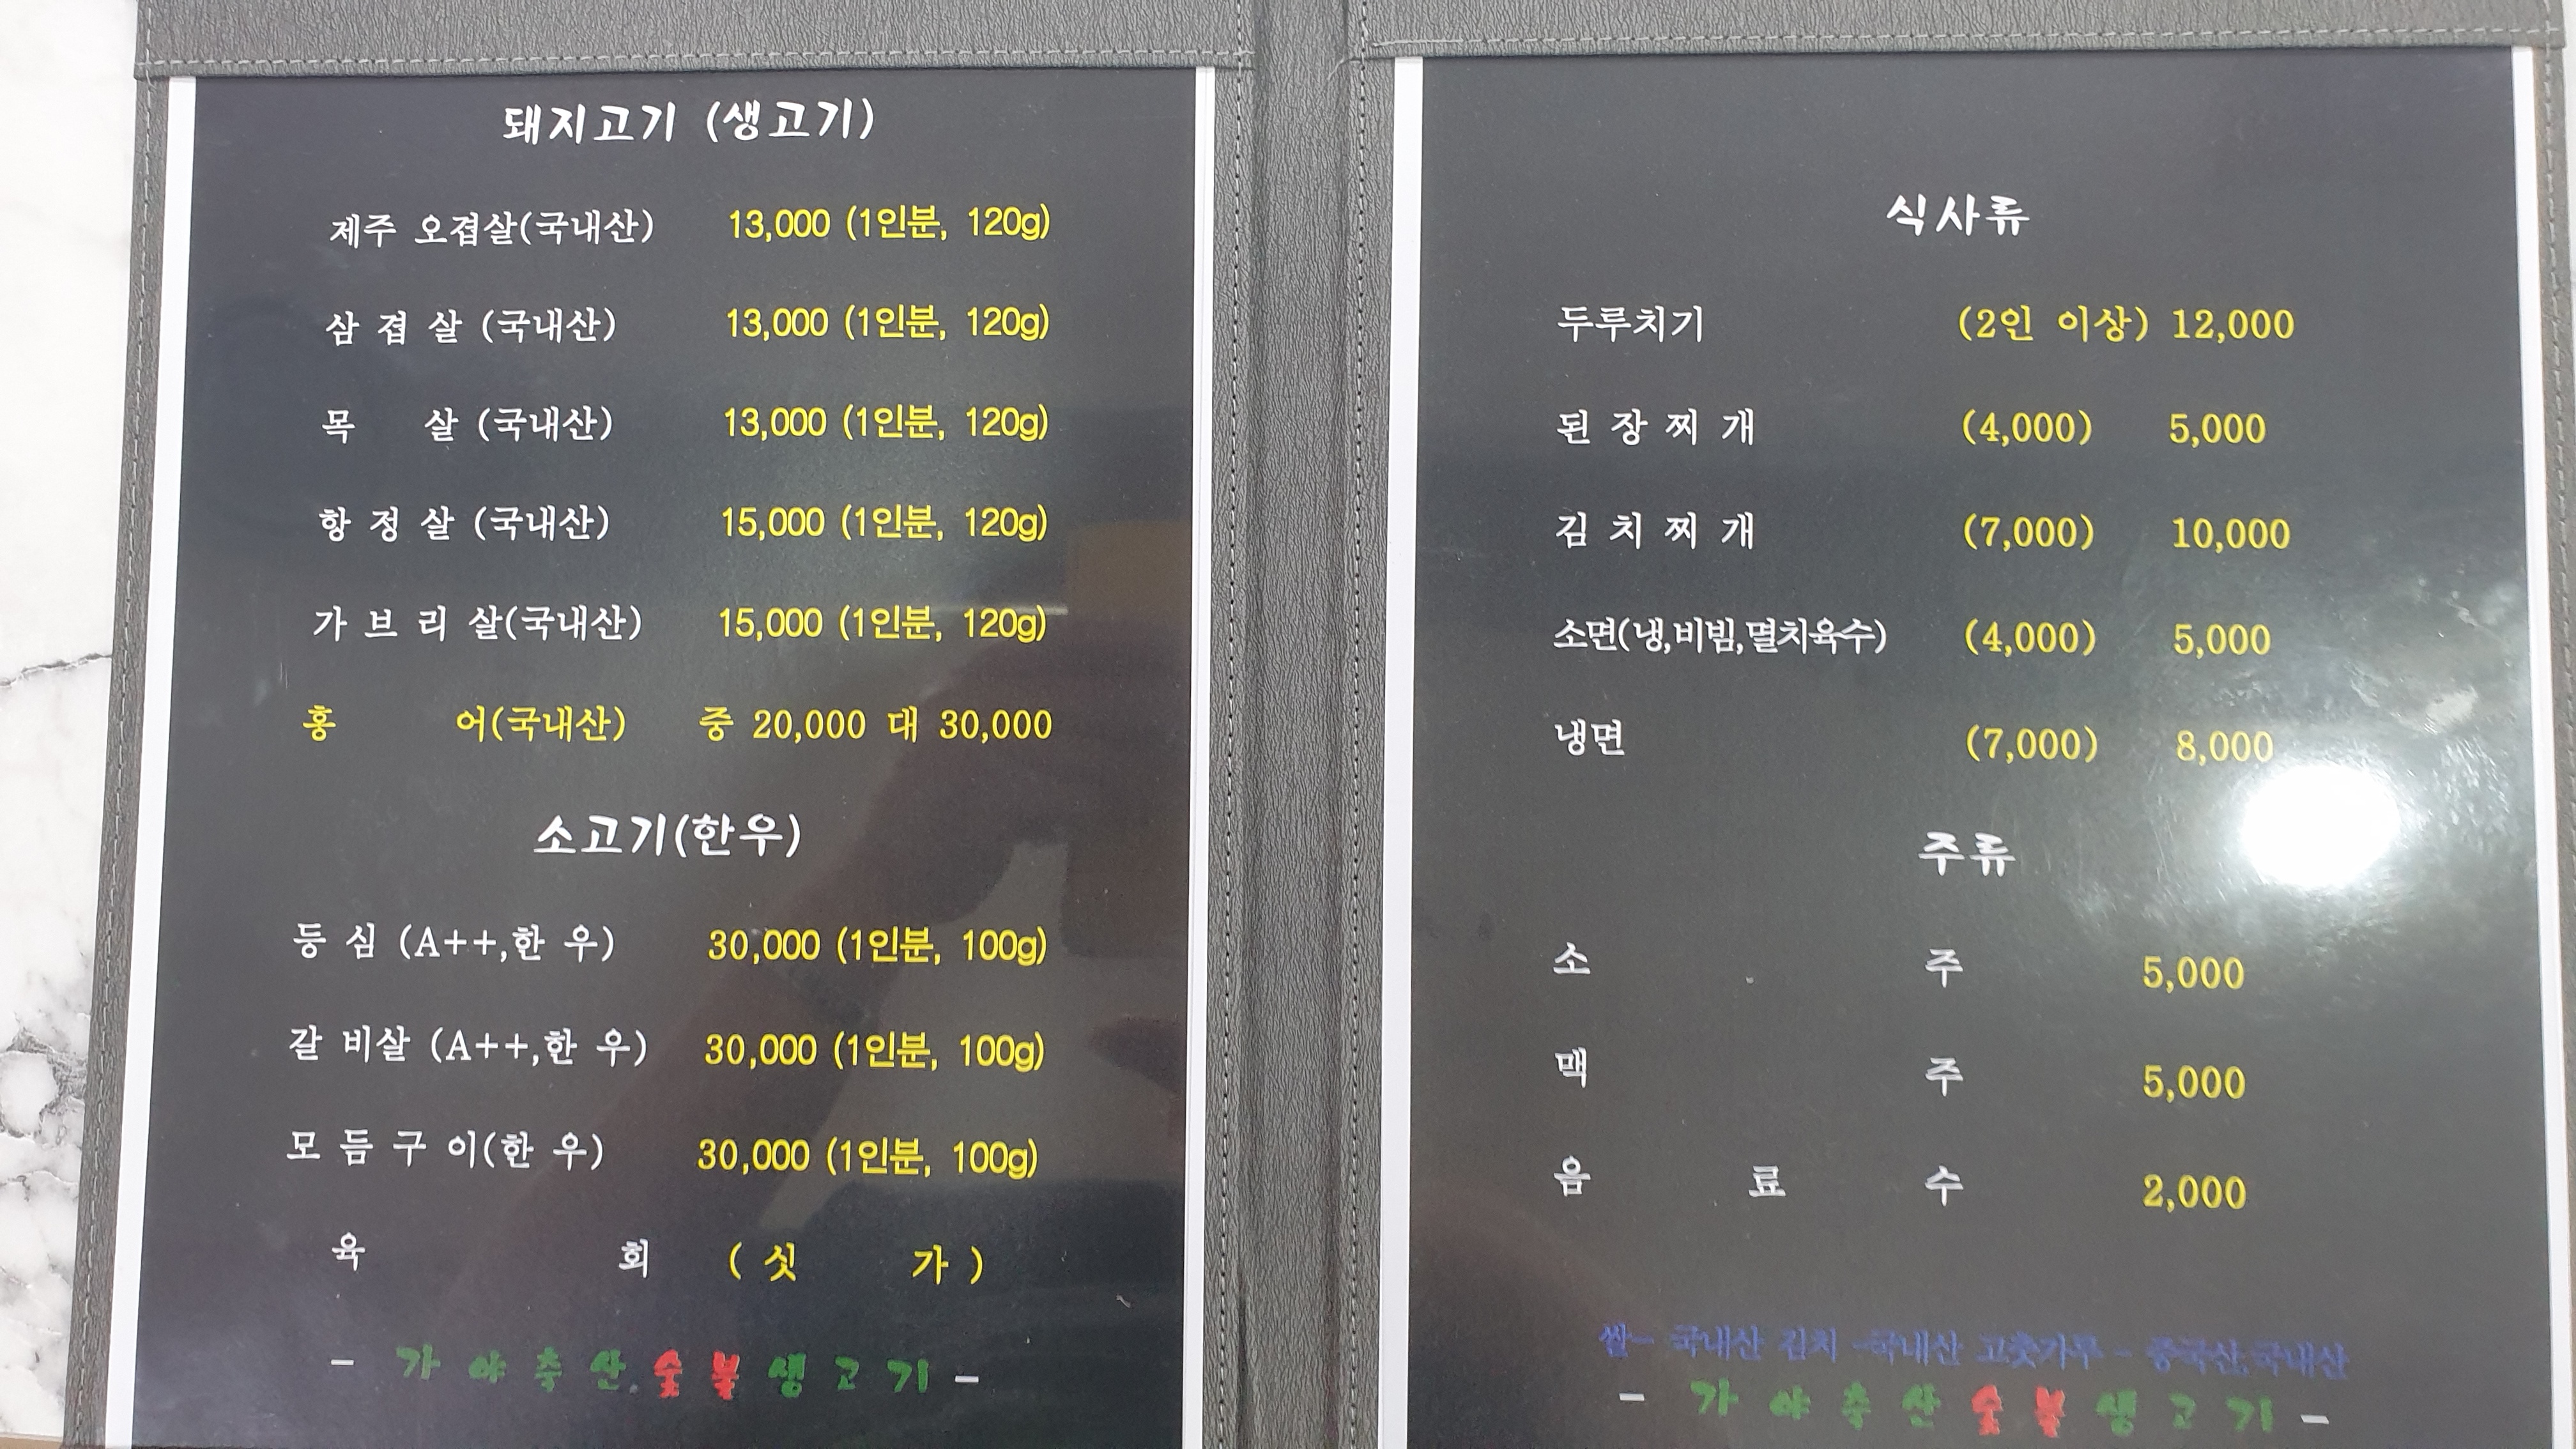 돼지고기 (생고기)
제주 오겹살(국내산) 13,000 (1인분, 120g)
삼 겹 살 (국내산) 13,000 (1인분, 120g)
목 살 (국내산) 13,000 (1인분, 120g)
항 정 살 (국내산) 15,000 (1인분, 120g)
가 브 리 살(국내산) 15,000 (1인분, 120g)
홍 어(국내산) 중 20,000 대 30,000
소고기(한우)
등 심 (A++,한 우) 30,000 (1인분, 100g)
갈 비살 (A++,한 우) 30,000 (1인분, 100g)
모 듬 구 이(한 우) 30,000 (1인분, 100g)
육 회 ( 싯 가 )
- 가 야 축 산 숯 불 생 고 기 -
식사류
두루치기 (2인 이상) 12,000
된 장 찌 개 (4,000) 5,000
김 치 찌 개 (7,000) 10,000
소면(냉,비빔,멸치육수) (4,000) 5,000
냉면 (7,000) 8,000
주류
소 주 5,000
맥 주 5,000
음 료 수 2,000
쌀- 국내산 김치 -국내산 고춧가루 - 중국산,국내산
- 가 야 축 산 숯 불 생 고 기 -